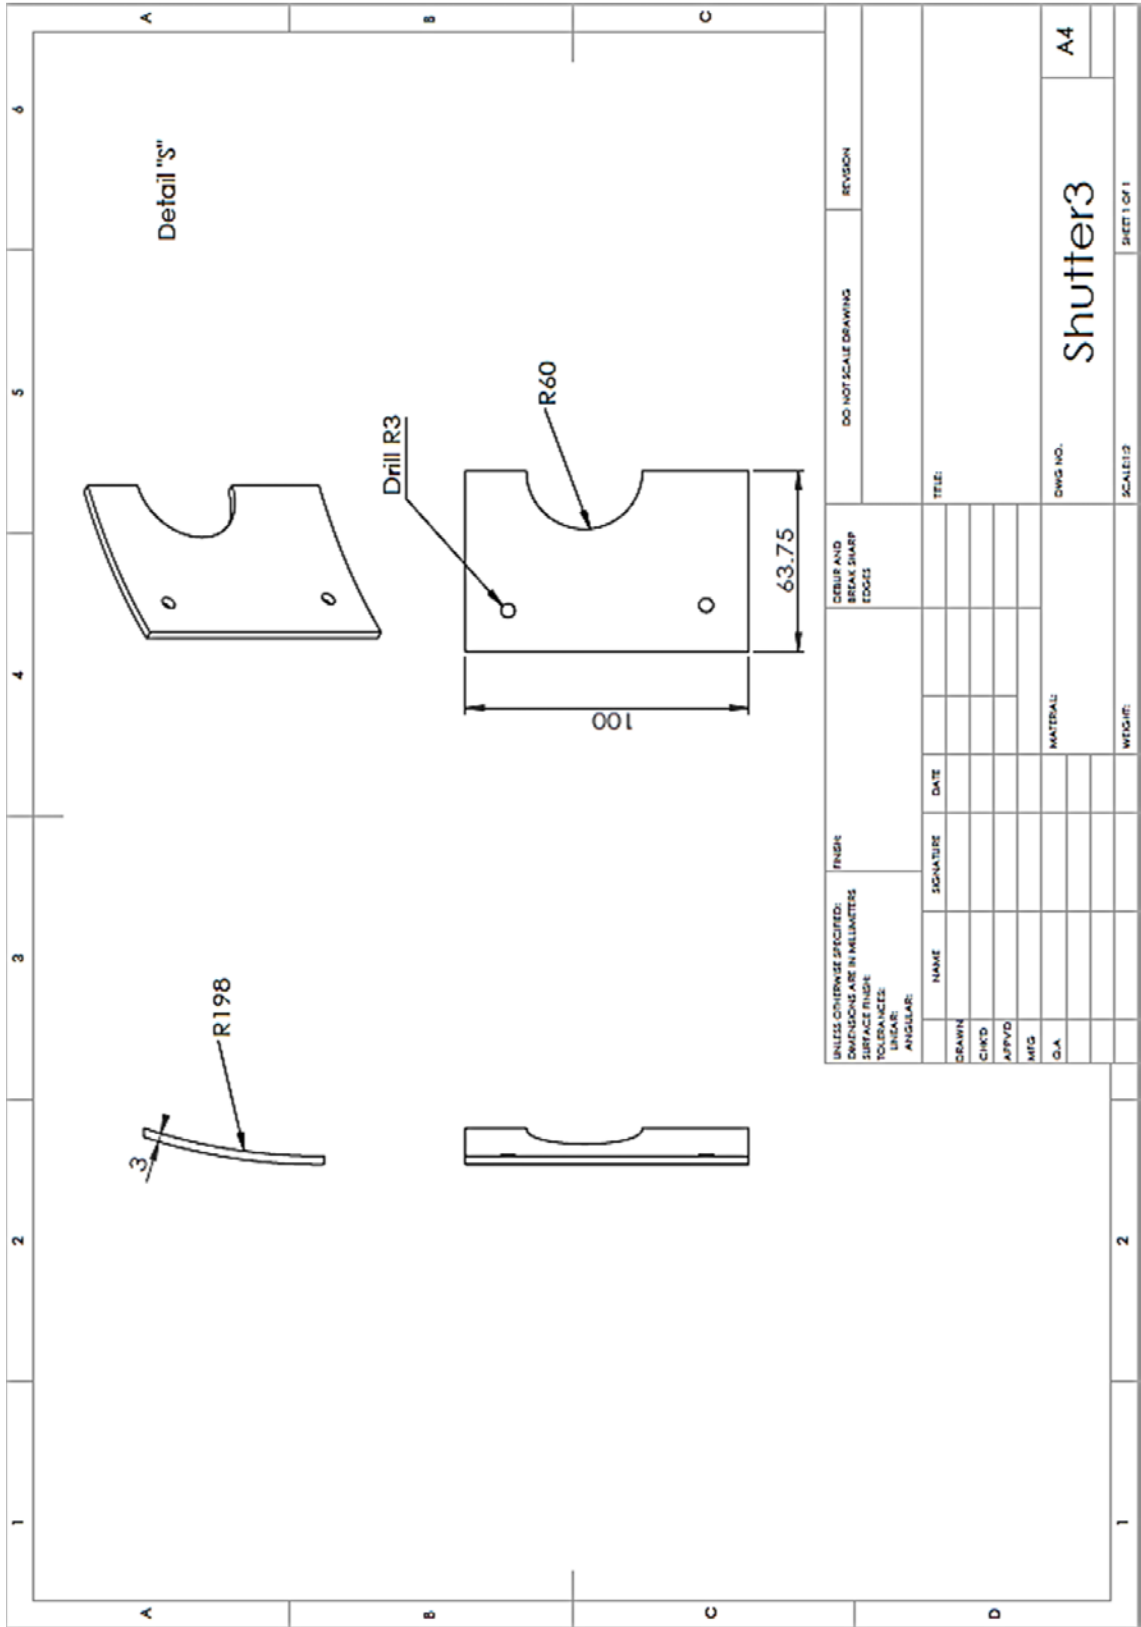 6
5
4
3
2
1
A
B
C
A
B
C
D
2
1
Detail "S"
Drill R3
R60
63.75
100
R198
3
UNLESS OTHERWISE SPECIFIED:
DIMENSIONS ARE IN MILLIMETERS
SURFACE FINISH:
TOLERANCES:
LINEAR:
ANGULAR:
FINISH:
DEBUR AND
BREAK SHARP
EDGES
DO NOT SCALE DRAWING
REVISION
NAME
SIGNATURE
DATE
DRAWN
CHK'D
APPV'D
MFG
Q.A
TITLE:
MATERIAL:
DWG NO.
Shutter3
A4
WEIGHT:
SCALE:1:2
SHEET 1 OF 1